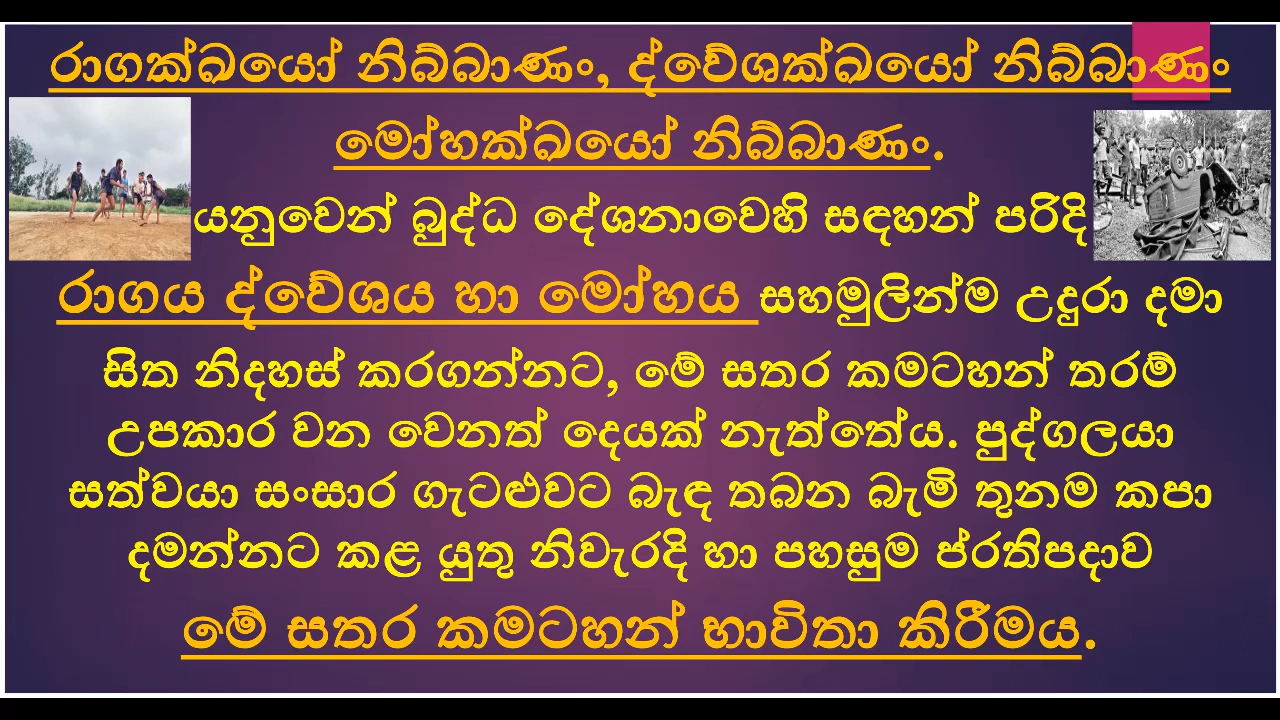 රාගක්ඛයෝ නිබ්බාණං, ද්වේශක්ඛයෝ නිබ්බාණං
මෝහක්ඛයෝ නිබ්බාණං.
යනුවෙන් බුද්ධ දේශනාවෙහි සඳහන් පරිදි
රාගය ද්වේශය හා මෝහය සහමුලින්ම උදුරා දමා
සිත නිදහස් කරගන්නට, මේ සතර කමටහන් තරම්
උපකාර වන වෙනත් දෙයක් නැත්තේය. පුද්ගලයා
සත්වයා සංසාර ගැටළුවට බැඳ තබන බැමි තුනම කපා
දමන්නට කළ යුතු නිවැරදි හා පහසුම ප්රතිපදාව
මේ සතර කමටහන් භාවිතා කිරීමය.